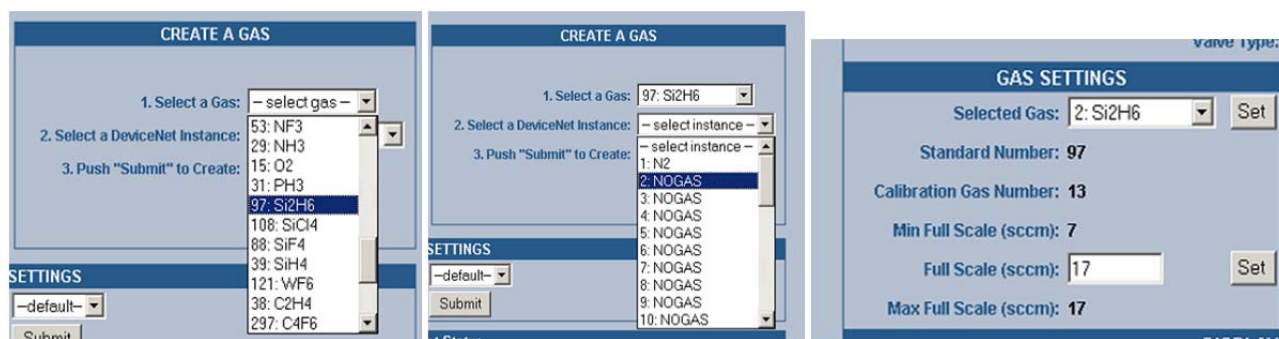 CREATE A GAS
1. Select a Gas: – select gas –
2. Select a DeviceNet Instance:
3. Push "Submit" to Create:
53: NF3
29: NH3
15: O2
31: PH3
97: Si2H6
108: SiCl4
88: SiF4
39: SiH4
121: WF6
38: C2H4
297: C4F6
SETTINGS
–default–
Submit
CREATE A GAS
1. Select a Gas: 97: Si2H6
2. Select a DeviceNet Instance: – select instance –
3. Push "Submit" to Create:
– select instance –
1: N2
2: NOGAS
3: NOGAS
4: NOGAS
5: NOGAS
6: NOGAS
7: NOGAS
8: NOGAS
9: NOGAS
10: NOGAS
SETTINGS
–default–
Submit
Valve Type:
GAS SETTINGS
Selected Gas: 2: Si2H6 Set
Standard Number: 97
Calibration Gas Number: 13
Min Full Scale (sccm): 7
Full Scale (sccm): 17 Set
Max Full Scale (sccm): 17